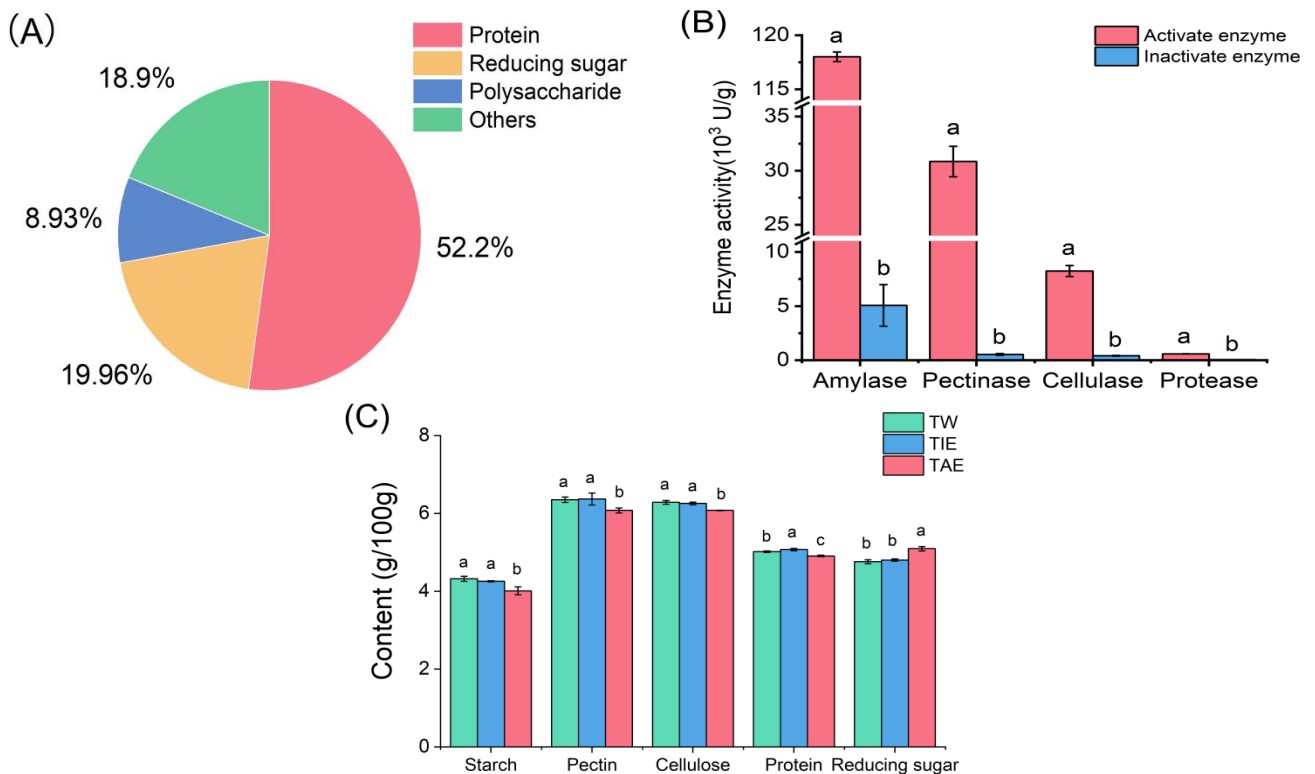 (A)
Protein
Reducing sugar
Polysaccharide
Others
18.9%
8.93%
52.2%
19.96%
(B)
Activate enzyme
Inactivate enzyme
Enzyme activity(10³ U/g)
120
115
35
30
25
10
5
0
a
b
a
b
a
b
a
b
Amylase
Pectinase
Cellulase
Protease
(C)
TW
TIE
TAE
Content (g/100g)
8
6
4
2
0
a a b
a a b
a a b
b a c
b b a
Starch
Pectin
Cellulose
Protein
Reducing sugar